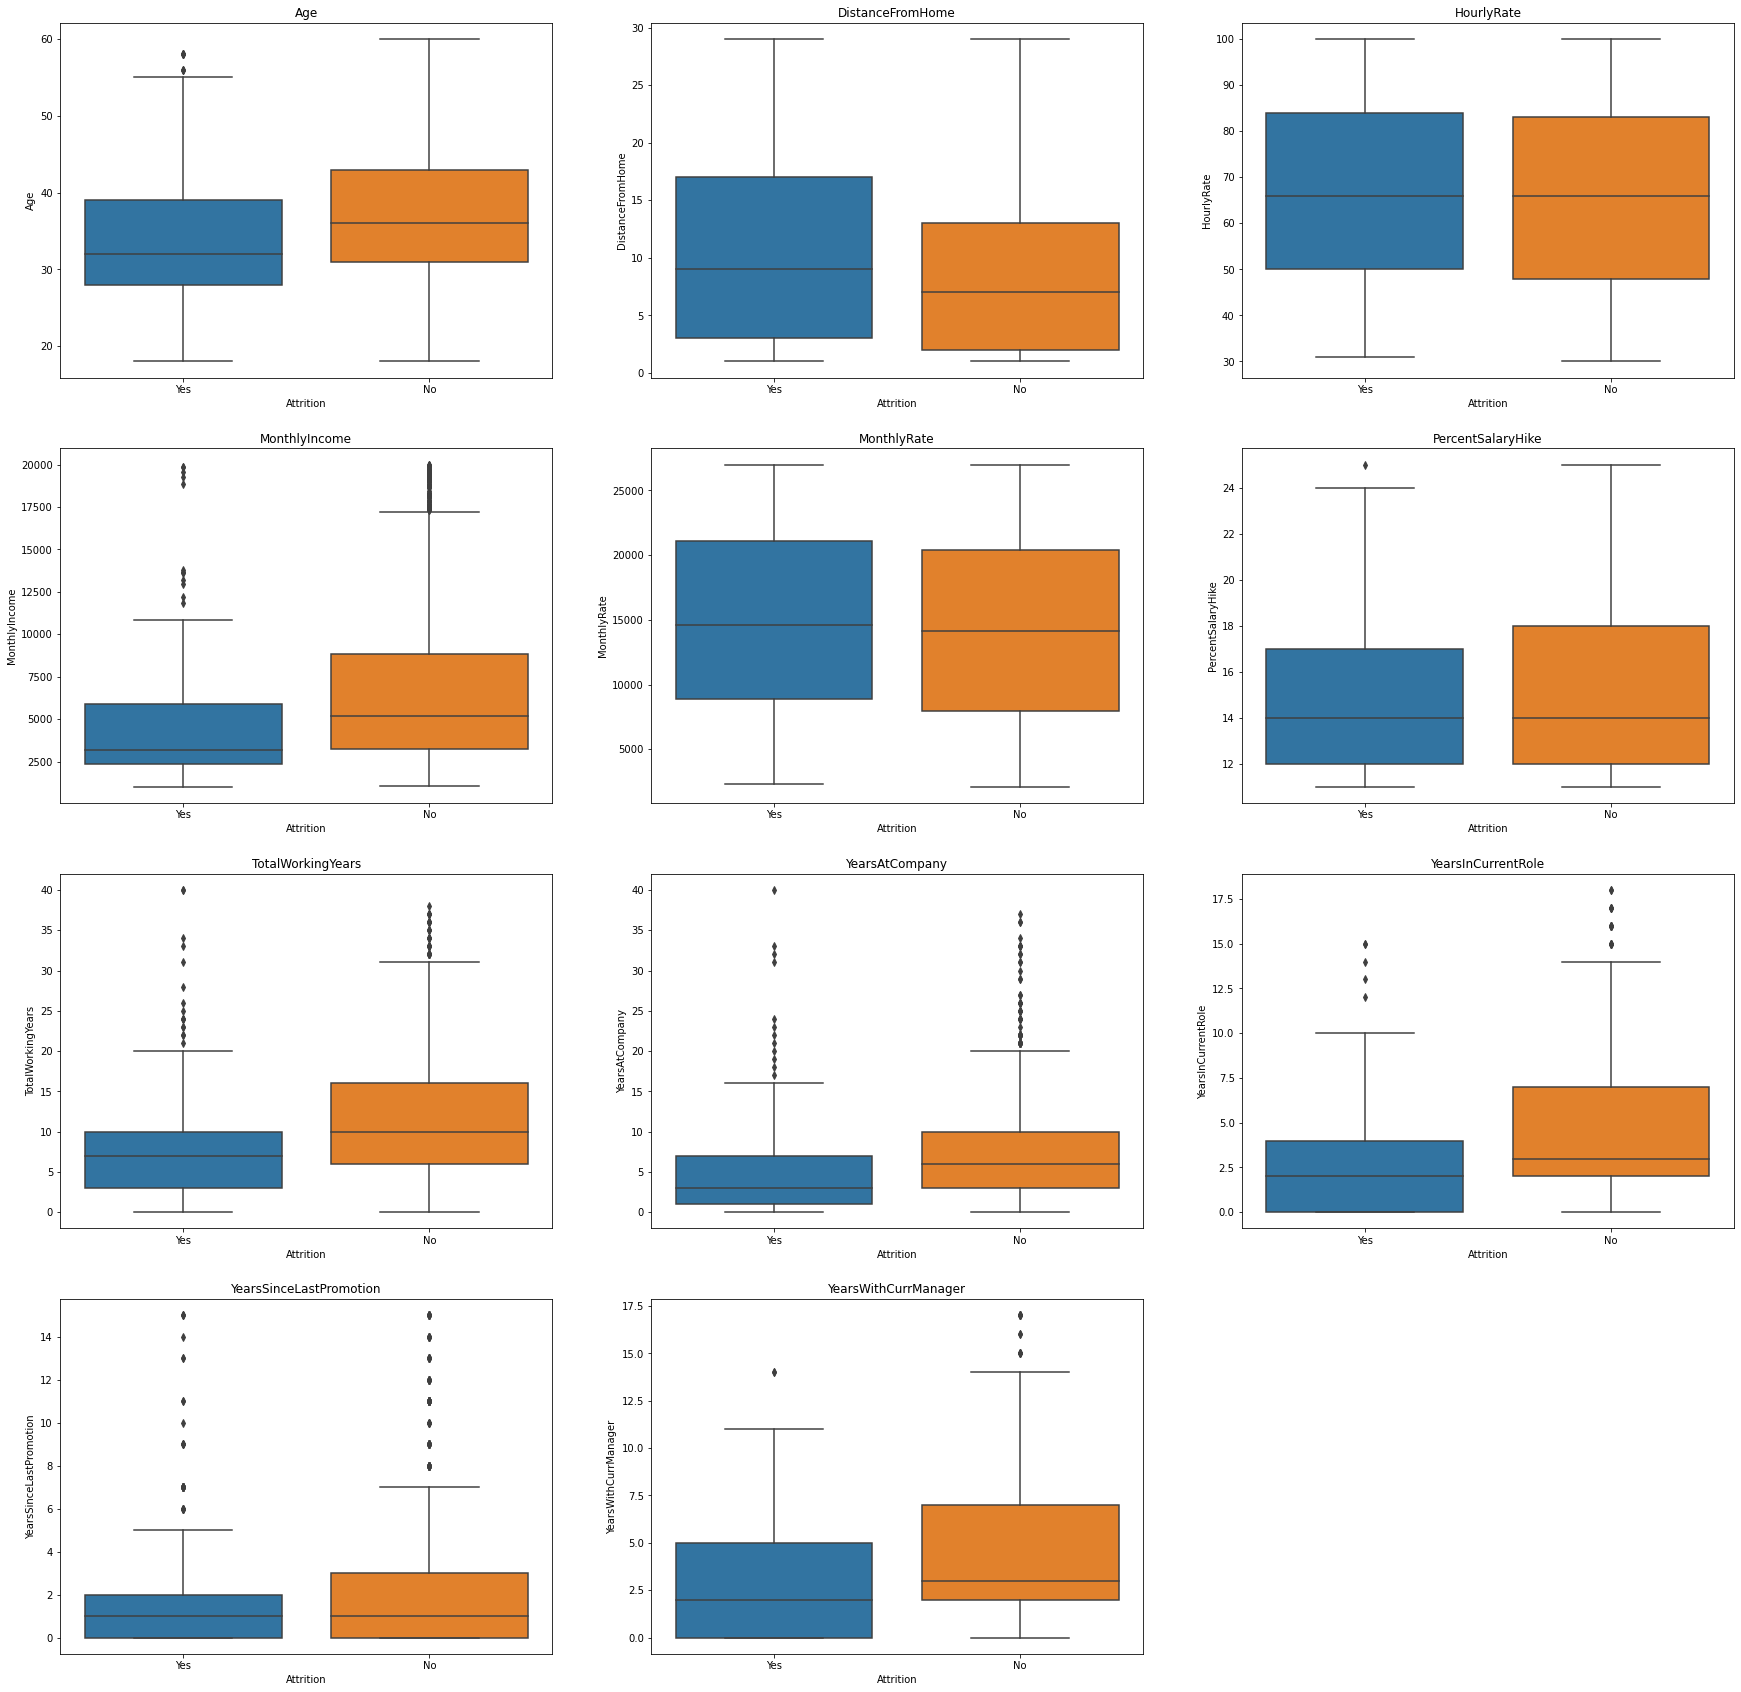 Age
60
50
40
30
20
Age
Yes
No
Attrition
DistanceFromHome
30
25
20
15
10
5
0
DistanceFromHome
Yes
No
Attrition
HourlyRate
100
90
80
70
60
50
40
30
HourlyRate
Yes
No
Attrition
MonthlyIncome
20000
17500
15000
12500
10000
7500
5000
2500
MonthlyIncome
Yes
No
Attrition
MonthlyRate
25000
20000
15000
10000
5000
MonthlyRate
Yes
No
Attrition
PercentSalaryHike
24
22
20
18
16
14
12
PercentSalaryHike
Yes
No
Attrition
TotalWorkingYears
40
35
30
25
20
15
10
5
0
TotalWorkingYears
Yes
No
Attrition
YearsAtCompany
40
35
30
25
20
15
10
5
0
YearsAtCompany
Yes
No
Attrition
YearsInCurrentRole
17.5
15.0
12.5
10.0
7.5
5.0
2.5
0.0
YearsInCurrentRole
Yes
No
Attrition
YearsSinceLastPromotion
14
12
10
8
6
4
2
0
YearsSinceLastPromotion
Yes
No
Attrition
YearsWithCurrManager
17.5
15.0
12.5
10.0
7.5
5.0
2.5
0.0
YearsWithCurrManager
Yes
No
Attrition